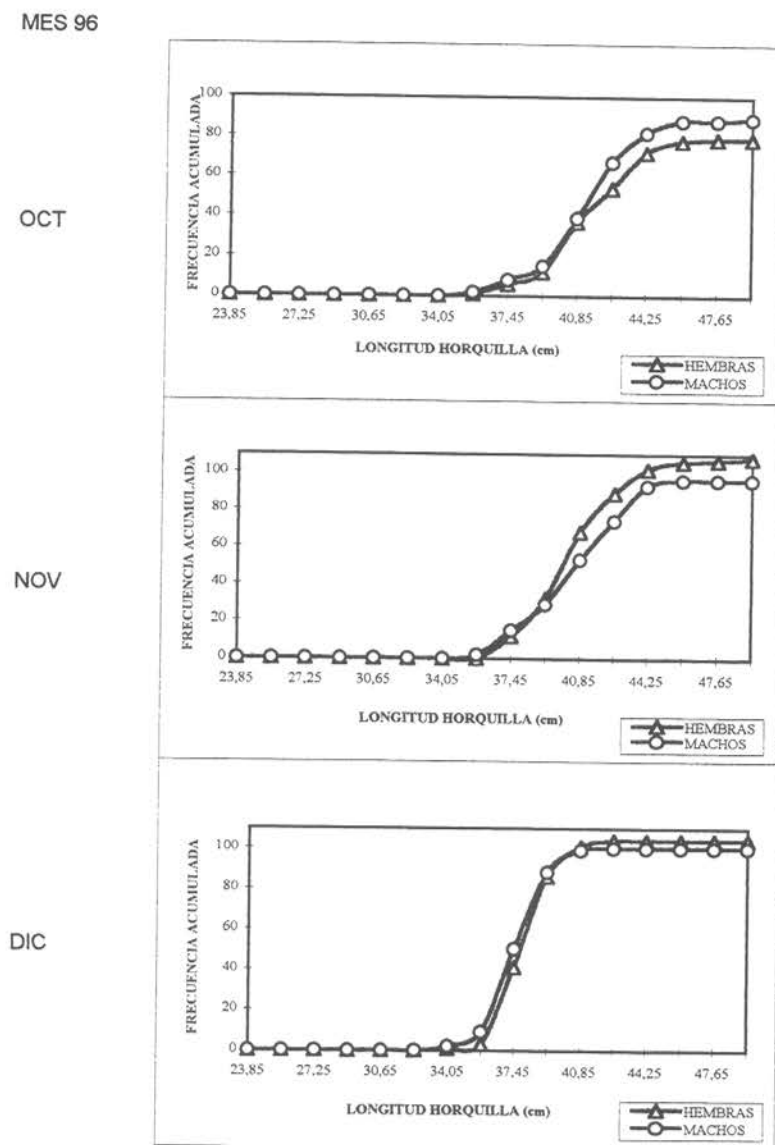 MES 96
OCT
FRECUENCIA ACUMULADA
100
80
60
40
20
0
23,85 27,25 30,65 34,05 37,45 40,85 44,25 47,65
LONGITUD HORQUILLA (cm)
HEMBRAS
MACHOS
NOV
FRECUENCIA ACUMULADA
100
80
60
40
20
0
23,85 27,25 30,65 34,05 37,45 40,85 44,25 47,65
LONGITUD HORQUILLA (cm)
HEMBRAS
MACHOS
DIC
FRECUENCIA ACUMULADA
100
80
60
40
20
0
23,85 27,25 30,65 34,05 37,45 40,85 44,25 47,65
LONGITUD HORQUILLA (cm)
HEMBRAS
MACHOS